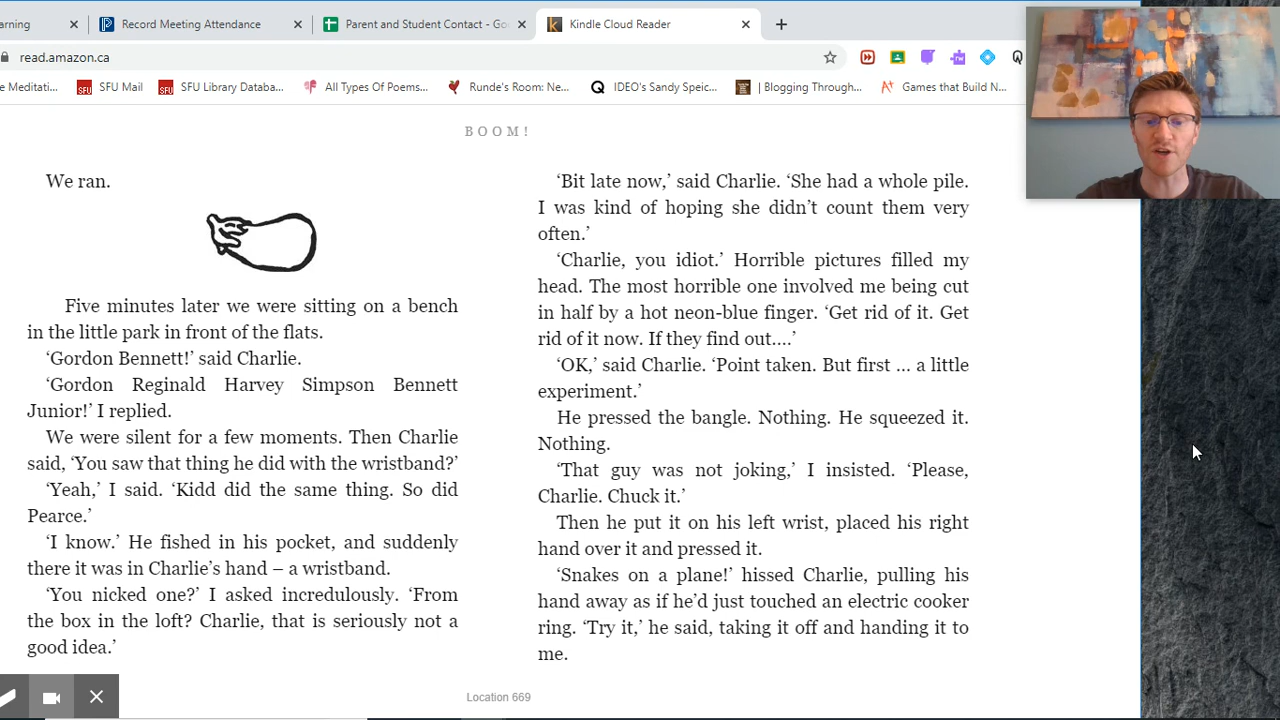 arning
Record Meeting Attendance
Parent and Student Contact - Go
Kindle Cloud Reader
read.amazon.ca
e Meditati...
SFU Mail
SFU Library Databa...
All Types Of Poems...
Runde's Room: Ne...
IDEO's Sandy Speic...
| Blogging Through...
Games that Build N...
BOOM!
We ran.
Five minutes later we were sitting on a bench
in the little park in front of the flats.
‘Gordon Bennett!’ said Charlie.
‘Gordon Reginald Harvey Simpson Bennett
Junior!’ I replied.
We were silent for a few moments. Then Charlie
said, ‘You saw that thing he did with the wristband?’
‘Yeah,’ I said. ‘Kidd did the same thing. So did
Pearce.’
‘I know.’ He fished in his pocket, and suddenly
there it was in Charlie’s hand – a wristband.
‘You nicked one?’ I asked incredulously. ‘From
the box in the loft? Charlie, that is seriously not a
good idea.’
‘Bit late now,’ said Charlie. ‘She had a whole pile.
I was kind of hoping she didn’t count them very
often.’
‘Charlie, you idiot.’ Horrible pictures filled my
head. The most horrible one involved me being cut
in half by a hot neon-blue finger. ‘Get rid of it. Get
rid of it now. If they find out....’
‘OK,’ said Charlie. ‘Point taken. But first ... a little
experiment.’
He pressed the bangle. Nothing. He squeezed it.
Nothing.
‘That guy was not joking,’ I insisted. ‘Please,
Charlie. Chuck it.’
Then he put it on his left wrist, placed his right
hand over it and pressed it.
‘Snakes on a plane!’ hissed Charlie, pulling his
hand away as if he’d just touched an electric cooker
ring. ‘Try it,’ he said, taking it off and handing it to
me.
Location 669